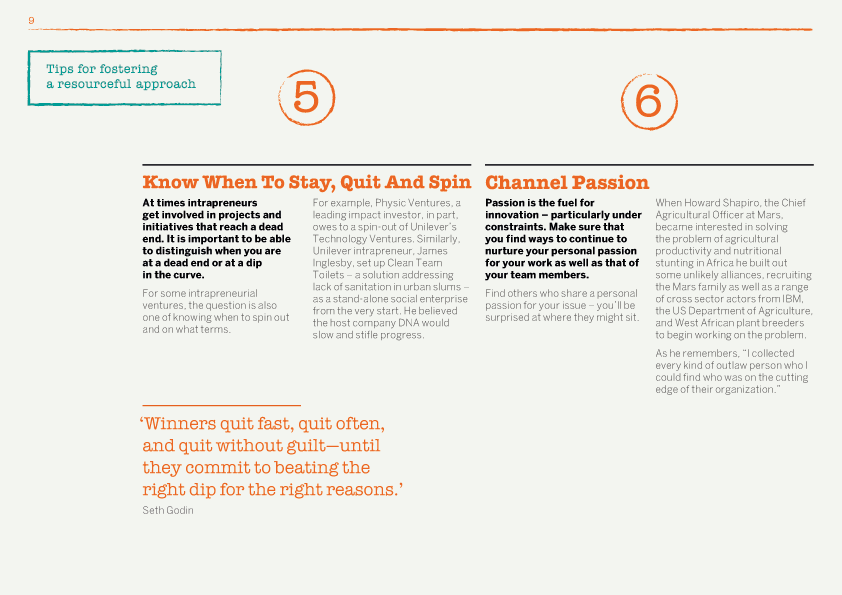 9
Tips for fostering
a resourceful approach
5
Know When To Stay, Quit And Spin
At times intrapreneurs
get involved in projects and
initiatives that reach a dead
end. It is important to be able
to distinguish when you are
at a dead end or at a dip
in the curve.
For some intrapreneurial
ventures, the question is also
one of knowing when to spin out
and on what terms.
For example, Physic Ventures, a
leading impact investor, in part,
owes to a spin-out of Unilever’s
Technology Ventures. Similarly,
Unilever intrapreneur, James
Inglesby, set up Clean Team
Toilets – a solution addressing
lack of sanitation in urban slums –
as a stand-alone social enterprise
from the very start. He believed
the host company DNA would
slow and stifle progress.
‘Winners quit fast, quit often,
and quit without guilt—until
they commit to beating the
right dip for the right reasons.’
Seth Godin
6
Channel Passion
Passion is the fuel for
innovation – particularly under
constraints. Make sure that
you find ways to continue to
nurture your personal passion
for your work as well as that of
your team members.
Find others who share a personal
passion for your issue – you’ll be
surprised at where they might sit.
When Howard Shapiro, the Chief
Agricultural Officer at Mars,
became interested in solving
the problem of agricultural
productivity and nutritional
stunting in Africa he built out
some unlikely alliances, recruiting
the Mars family as well as a range
of cross sector actors from IBM,
the US Department of Agriculture,
and West African plant breeders
to begin working on the problem.
As he remembers, “I collected
every kind of outlaw person who I
could find who was on the cutting
edge of their organization.”